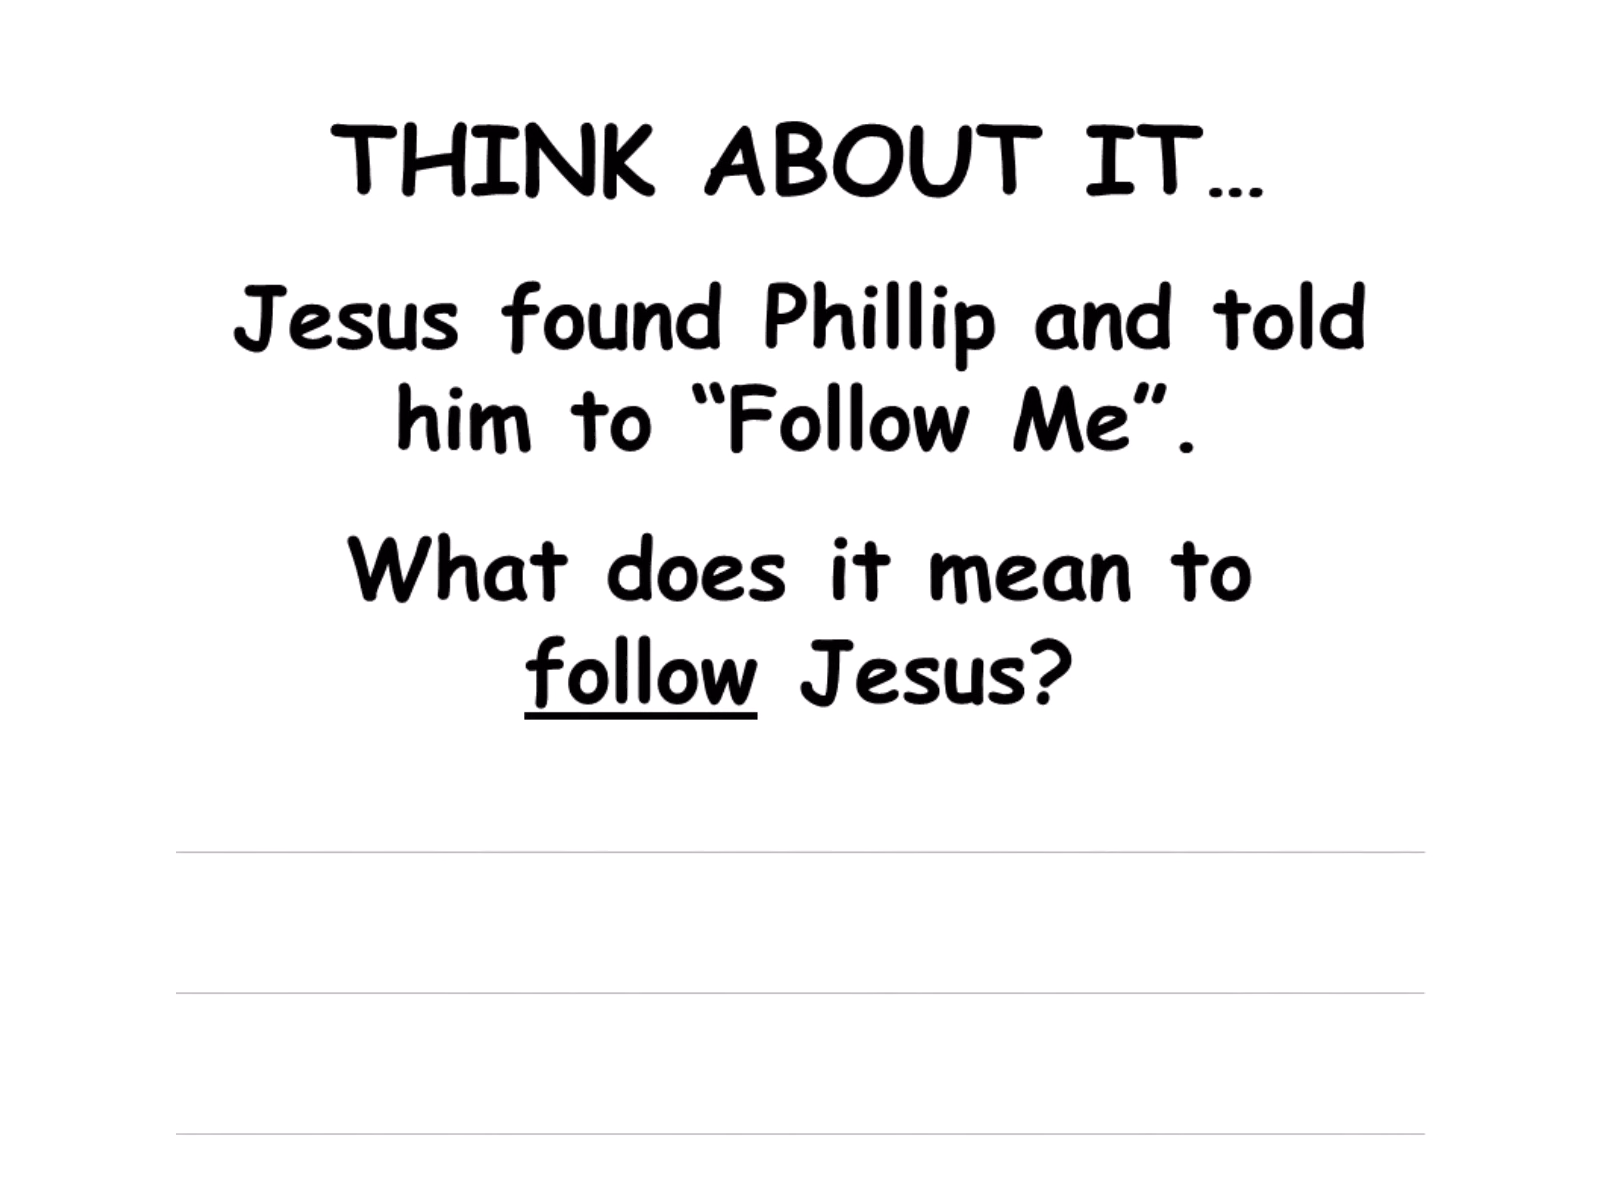 THINK ABOUT IT…
Jesus found Phillip and told
him to “Follow Me”.
What does it mean to
follow Jesus?